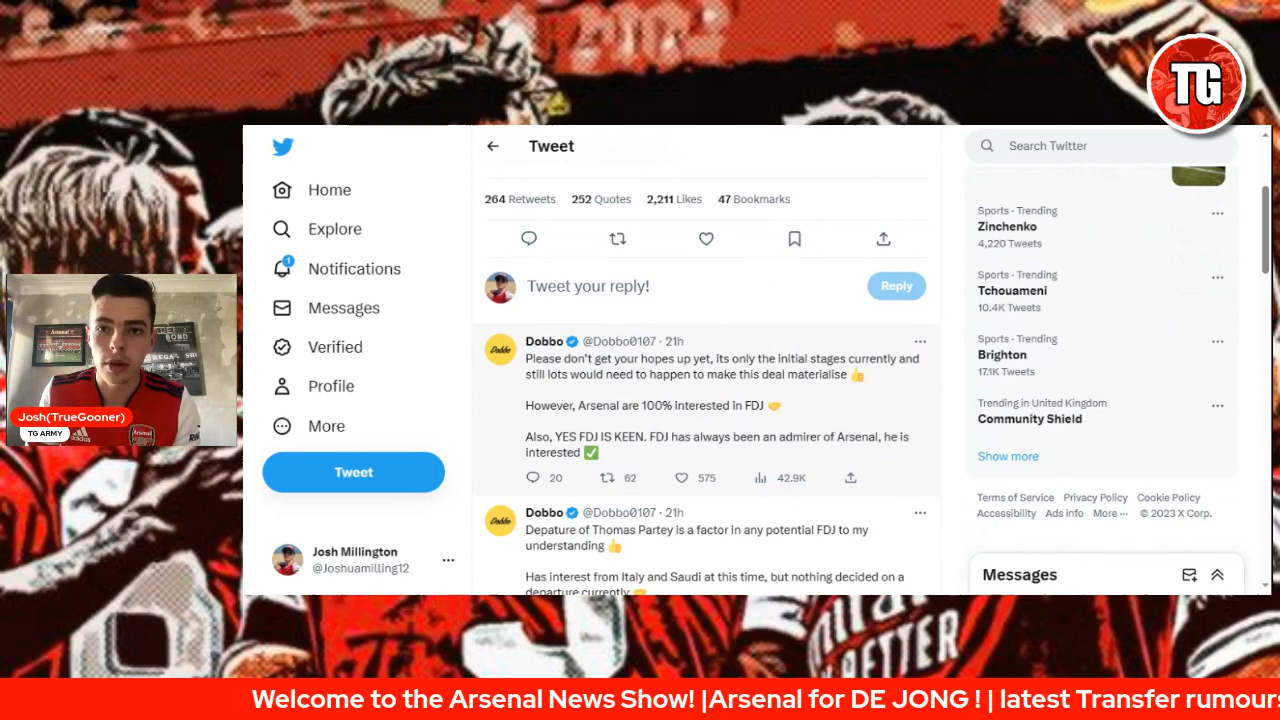 TG
Tweet
Search Twitter
Home
Explore
1
Notifications
Messages
Verified
Profile
More
Tweet
Josh Millington
@Joshuamilling12
264 Retweets 252 Quotes 2,211 Likes 47 Bookmarks
Tweet your reply!
Reply
Dobbo @Dobbo0107 · 21h
Please don't get your hopes up yet, its only the initial stages currently and
still lots would need to happen to make this deal materialise 👍
However, Arsenal are 100% interested in FDJ 🤝
Also, YES FDJ IS KEEN. FDJ has always been an admirer of Arsenal, he is
interested ✅
20 62 575 42.9K
Dobbo @Dobbo0107 · 21h
Depature of Thomas Partey is a factor in any potential FDJ to my
understanding 👍
Has interest from Italy and Saudi at this time, but nothing decided on a
departure currently 🤝
Sports · Trending
Zinchenko
4,220 Tweets
Sports · Trending
Tchouameni
10.4K Tweets
Sports · Trending
Brighton
17.1K Tweets
Trending in United Kingdom
Community Shield
Show more
Terms of Service Privacy Policy Cookie Policy
Accessibility Ads info More ··· © 2023 X Corp.
Messages
Arsenal
BOND
Josh(TrueGooner)
TG ARMY
adidas
Arsenal
BETTER
Welcome to the Arsenal News Show! |Arsenal for DE JONG ! | latest Transfer rumours